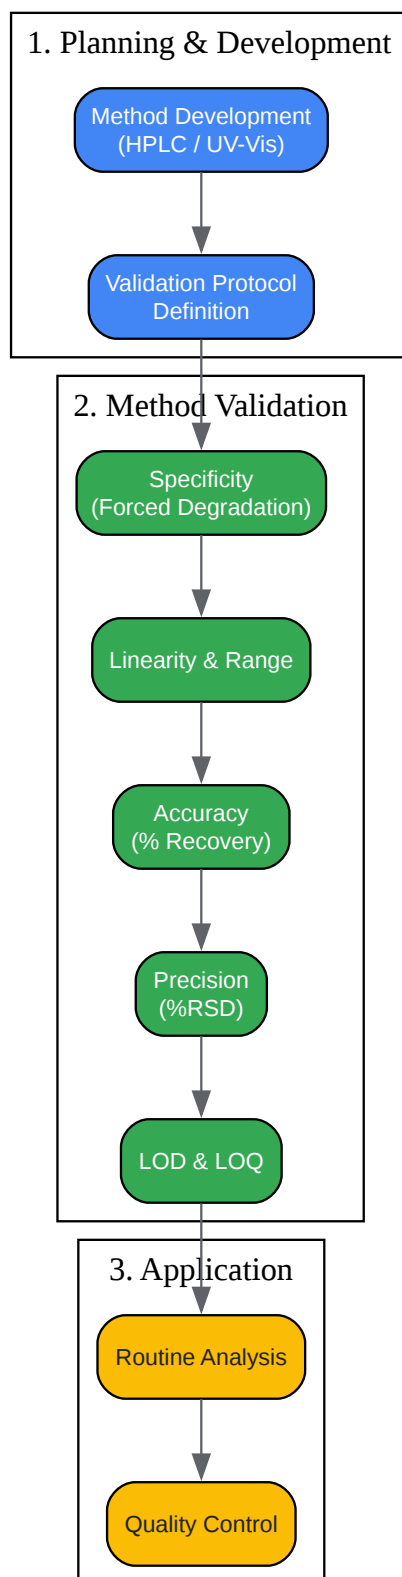 1. Planning & Development
Method Development
(HPLC / UV-Vis)
Validation Protocol
Definition
2. Method Validation
Specificity
(Forced Degradation)
Linearity & Range
Accuracy
(% Recovery)
Precision
(%RSD)
LOD & LOQ
3. Application
Routine Analysis
Quality Control